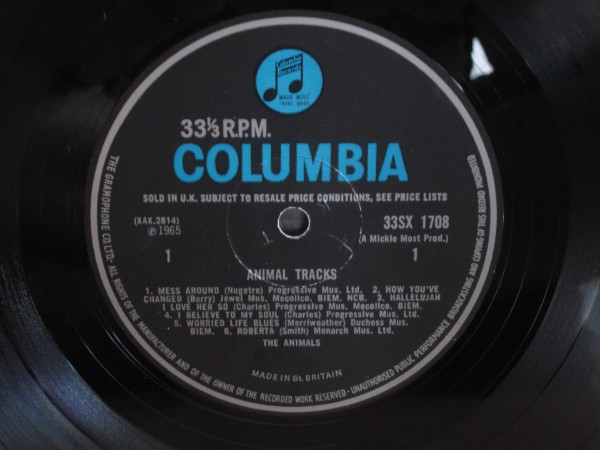 Columbia
Records
MAGIC NOTES
TRADE MARK
33⅓ R.P.M.
COLUMBIA
SOLD IN U.K. SUBJECT TO RESALE PRICE CONDITIONS, SEE PRICE LISTS
(XAX.2814)
℗1965
33SX 1708
(A Mickie Most Prod.)
1
1
ANIMAL TRACKS
1. MESS AROUND (Nugetre) Progressive Mus. Ltd. 2. HOW YOU'VE
CHANGED (Berry) Jewel Mus. Mecolico. BIEM. NCB. 3. HALLELUJAH
I LOVE HER SO (Charles) Progressive Mus. Mecolico. BIEM.
4. I BELIEVE TO MY SOUL (Charles) Progressive Mus. Ltd.
5. WORRIED LIFE BLUES (Merriweather) Duchess Mus.
BIEM. 6. ROBERTA (Smith) Monarch Mus. Ltd.
THE ANIMALS
MADE IN Gt. BRITAIN
THE GRAMOPHONE CO. LTD. · ALL RIGHTS OF THE MANUFACTURER AND OF THE OWNER OF THE RECORDED WORK RESERVED · UNAUTHORISED PUBLIC PERFORMANCE BROADCASTING AND COPYING OF THIS RECORD PROHIBITED